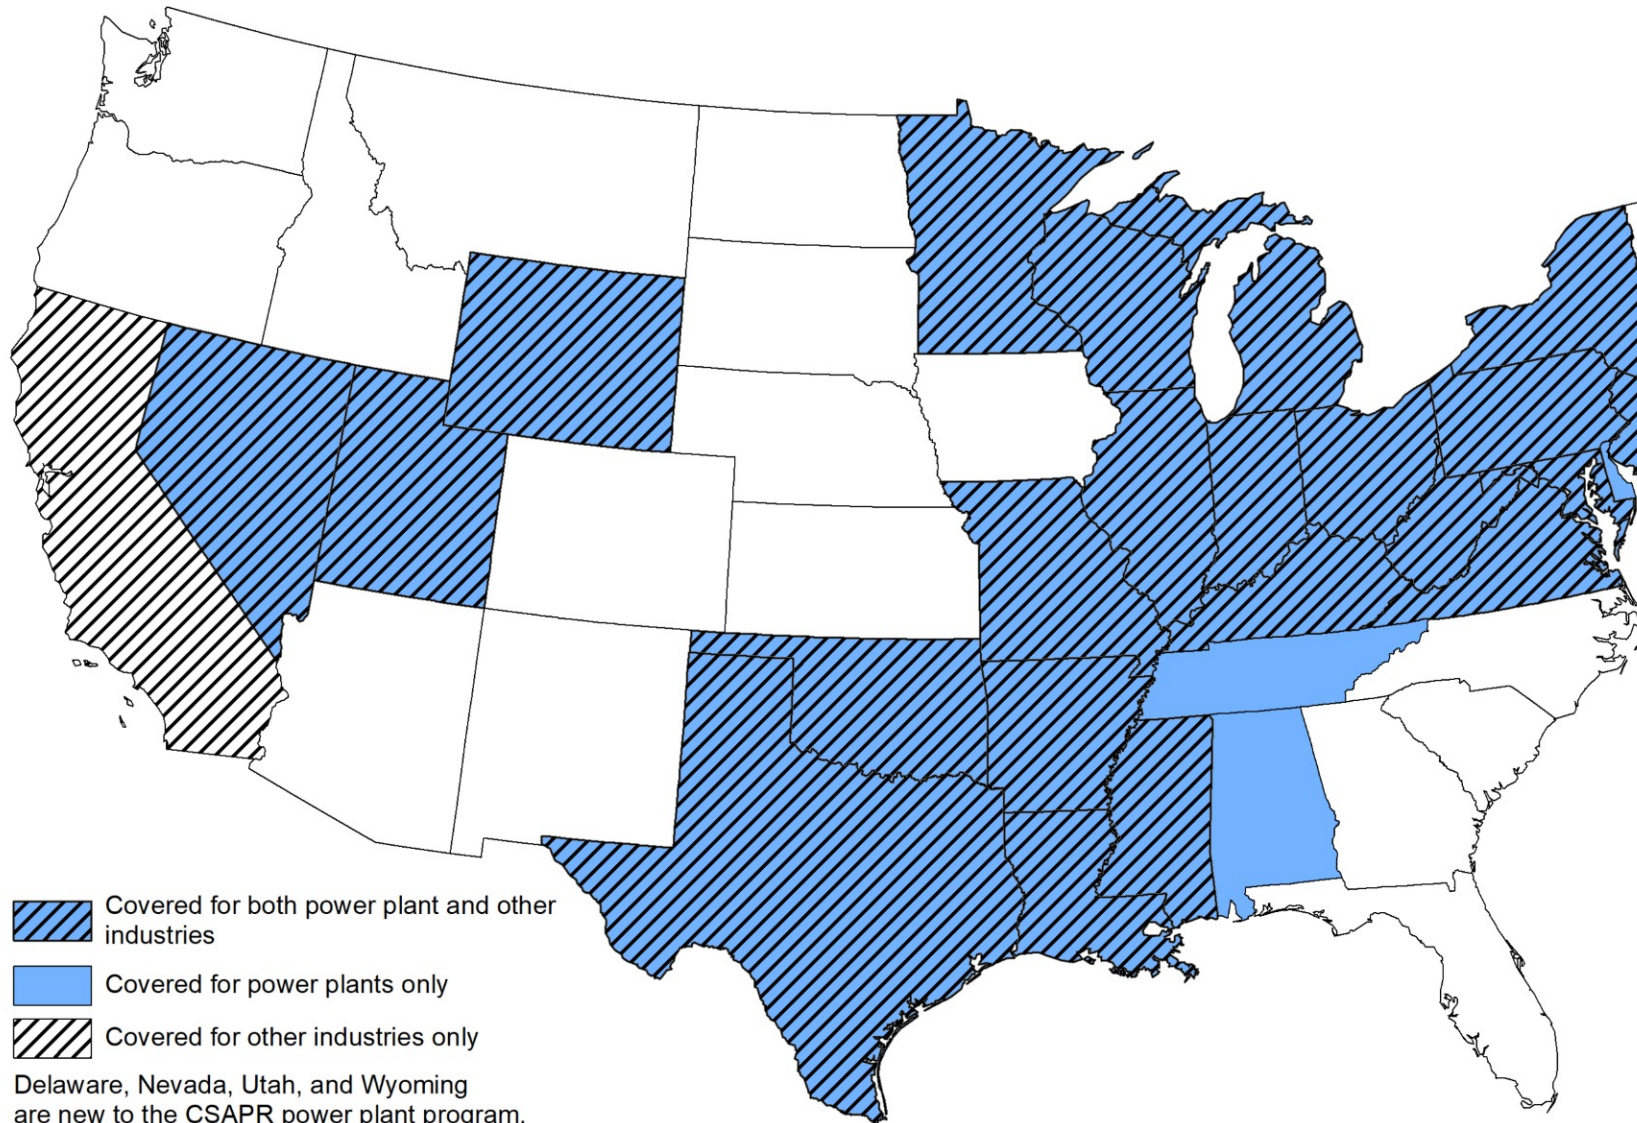 Covered for both power plant and other
industries
Covered for power plants only
Covered for other industries only
Delaware, Nevada, Utah, and Wyoming
are new to the CSAPR power plant program.